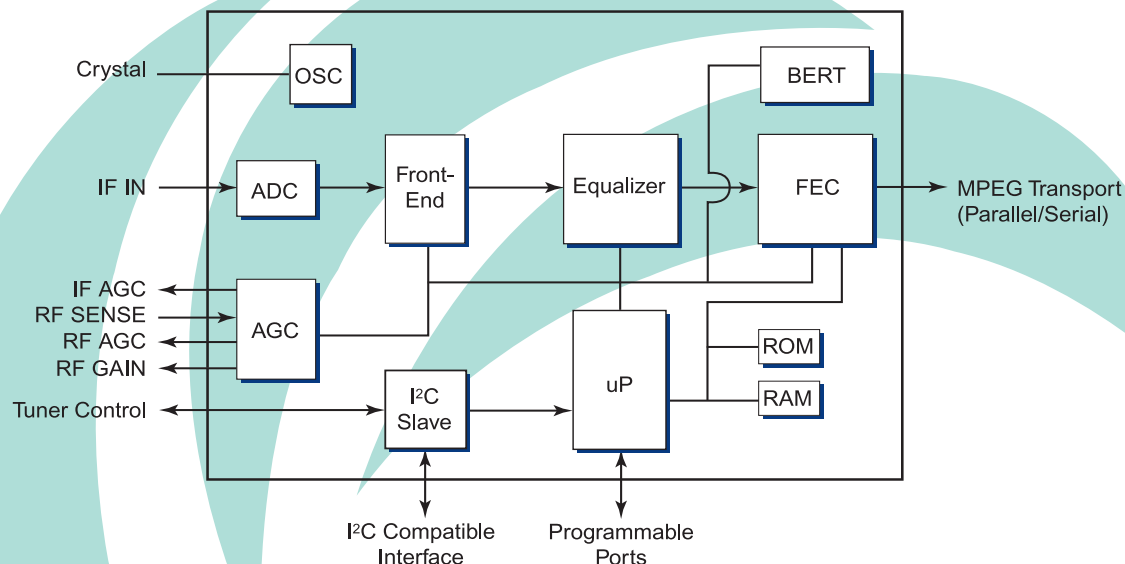 Crystal
OSC
BERT
IF IN
ADC
Front-
End
Equalizer
FEC
MPEG Transport
(Parallel/Serial)
IF AGC
RF SENSE
RF AGC
RF GAIN
AGC
uP
ROM
RAM
Tuner Control
I²C
Slave
I²C Compatible
Interface
Programmable
Ports